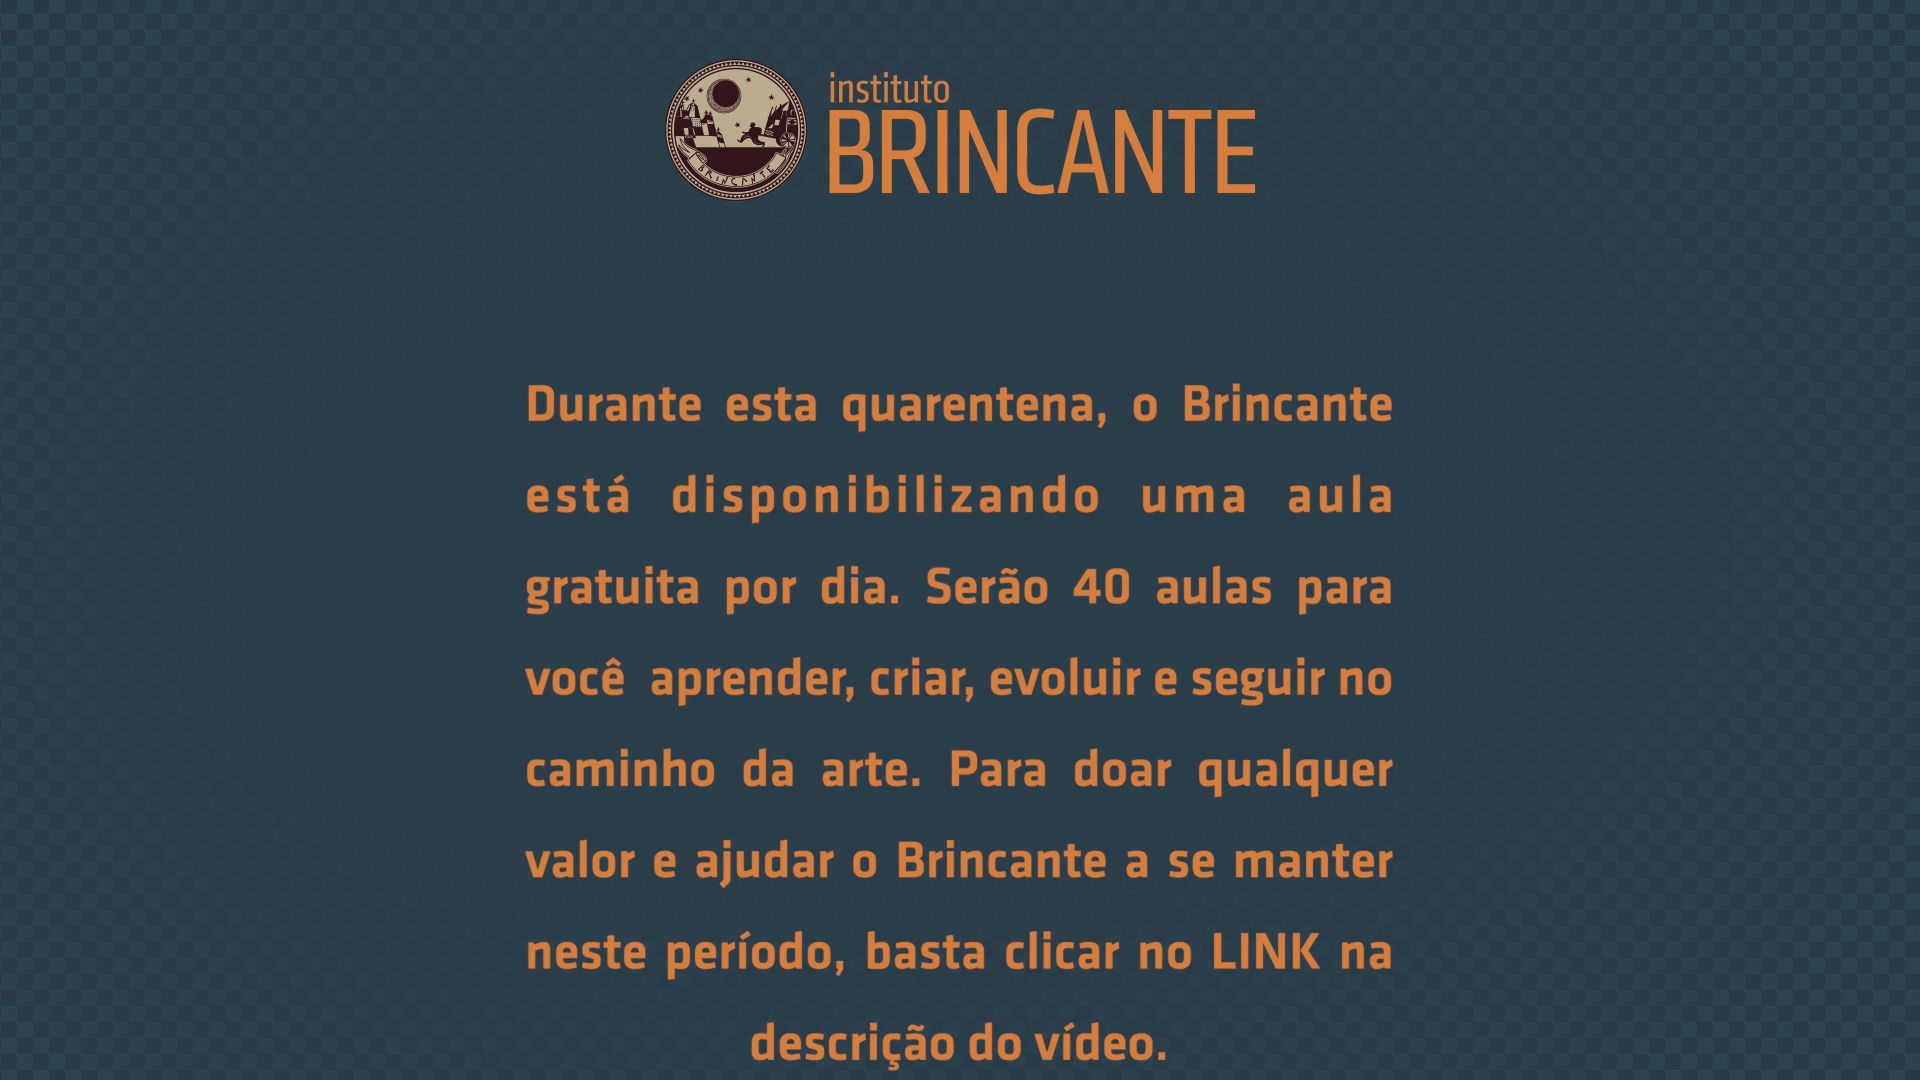 instituto
BRINCANTE
BRINCANTE
Durante esta quarentena, o Brincante
está disponibilizando uma aula
gratuita por dia. Serão 40 aulas para
você aprender, criar, evoluir e seguir no
caminho da arte. Para doar qualquer
valor e ajudar o Brincante a se manter
neste período, basta clicar no LINK na
descrição do vídeo.